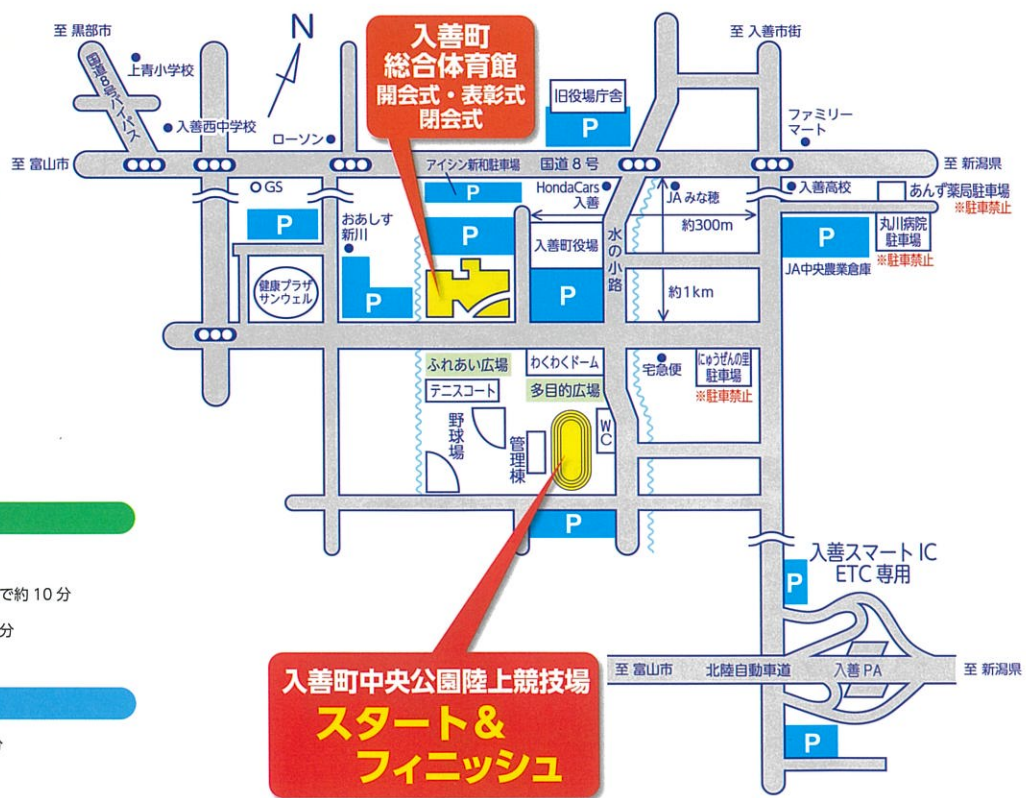 至 黒部市
N
至 入善市街
国道8号バイパス
上青小学校
入善町
総合体育館
開会式・表彰式
閉会式
旧役場庁舎
P
入善西中学校
ローソン
ファミリー
マート
至 富山市
アイシン新和駐車場
国道8号
至 新潟県
GS
P
HondaCars
入善
JA みな穂
入善高校
あんず薬局駐車場
※駐車禁止
P
おあしす
新川
P
入善町役場
水の小路
約300m
P
丸川病院
駐車場
※駐車禁止
JA中央農業倉庫
健康プラザ
サンウェル
P
P
約1km
ふれあい広場
わくわくドーム
宅急便
にゅうぜんの里
駐車場
※駐車禁止
テニスコート
多目的広場
野球場
管理棟
WC
P
入善スマート IC
ETC 専用
P
で約 10 分
分
入善町中央公園陸上競技場
スタート&
フィニッシュ
至 富山市
北陸自動車道
入善 PA
至 新潟県
P